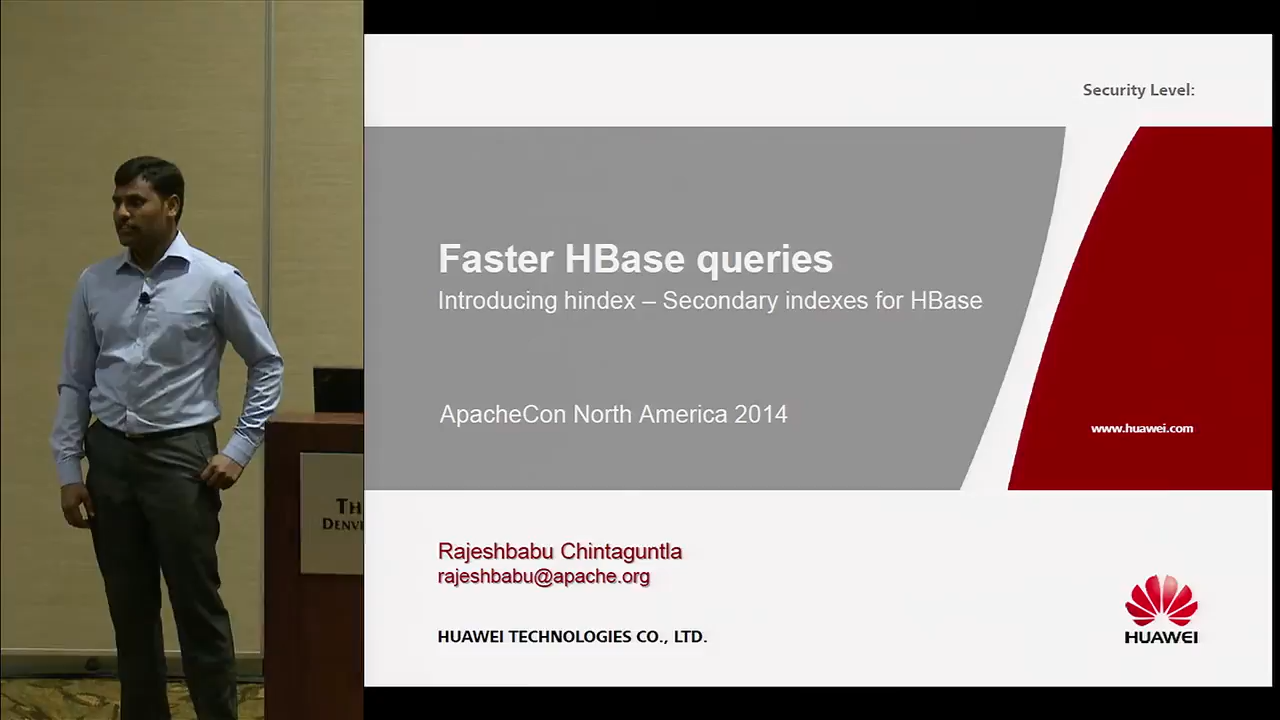 Security Level:
Faster HBase queries
Introducing hindex – Secondary indexes for HBase
ApacheCon North America 2014
www.huawei.com
Rajeshbabu Chintaguntla
rajeshbabu@apache.org
HUAWEI TECHNOLOGIES CO., LTD.
HUAWEI